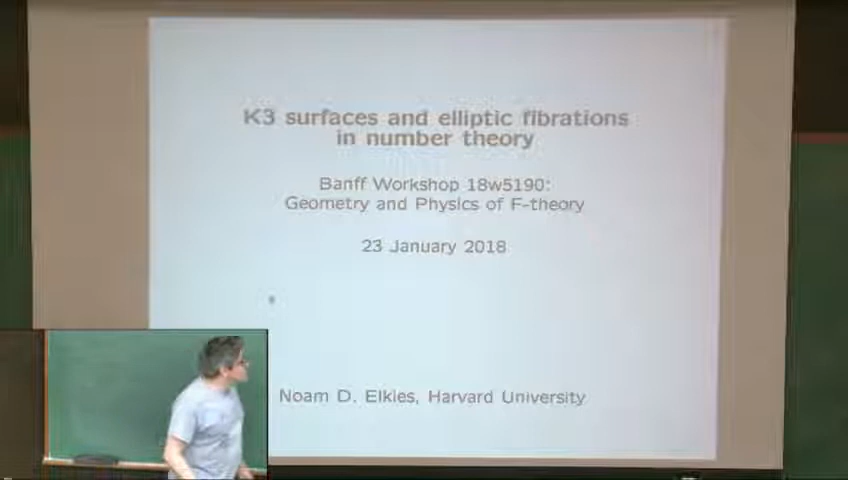 K3 surfaces and elliptic fibrations
in number theory
Banff Workshop 18w5190:
Geometry and Physics of F-theory
23 January 2018
Noam D. Elkies, Harvard University